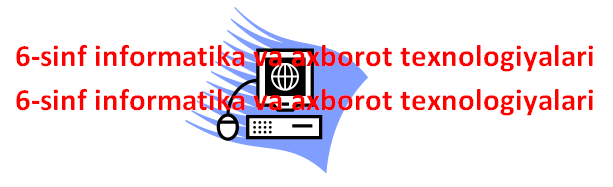 6-sinf informatika va axborot texnologiyalari
6-sinf informatika va axborot texnologiyalari